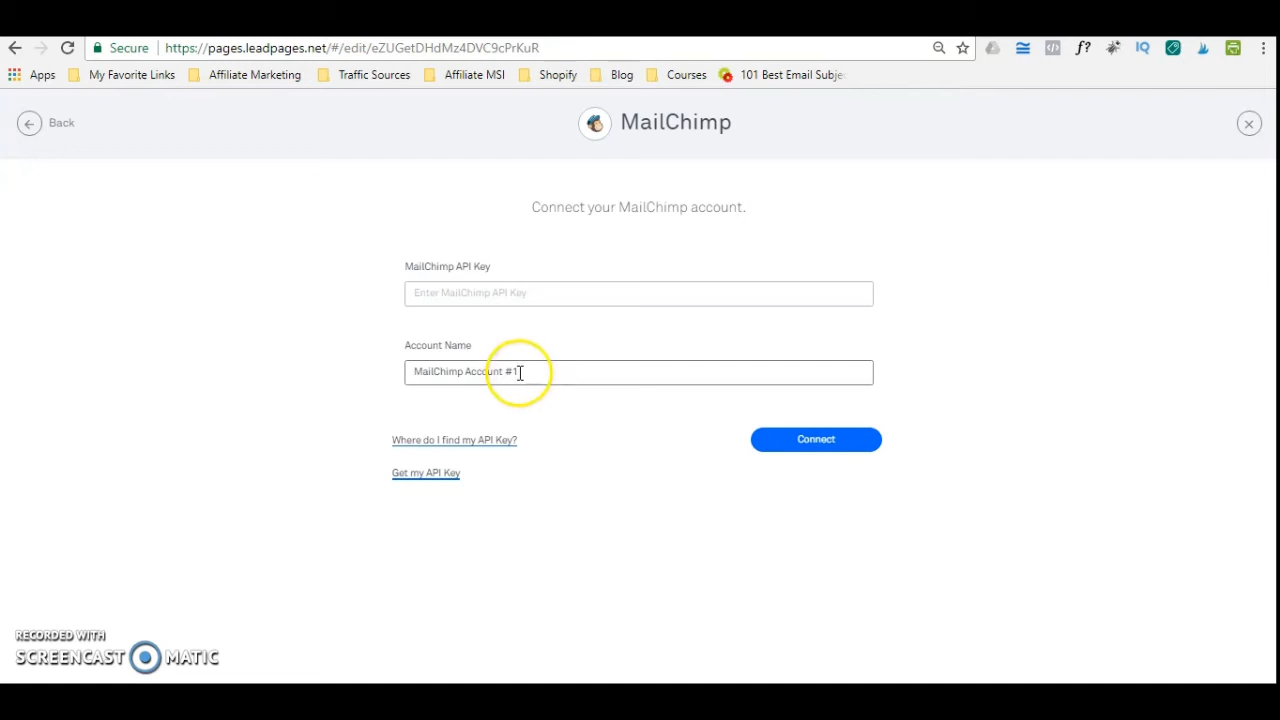 Secure https://pages.leadpages.net/#/edit/eZUGetDHdMz4DVC9cPrKuR f? IQ
Apps My Favorite Links Affiliate Marketing Traffic Sources Affiliate MSI Shopify Blog Courses 101 Best Email Subje
Back MailChimp
Connect your MailChimp account.
MailChimp API Key
Enter MailChimp API Key
Account Name
MailChimp Account #1
Where do I find my API Key? Connect
Get my API Key
RECORDED WITH
SCREENCAST MATIC